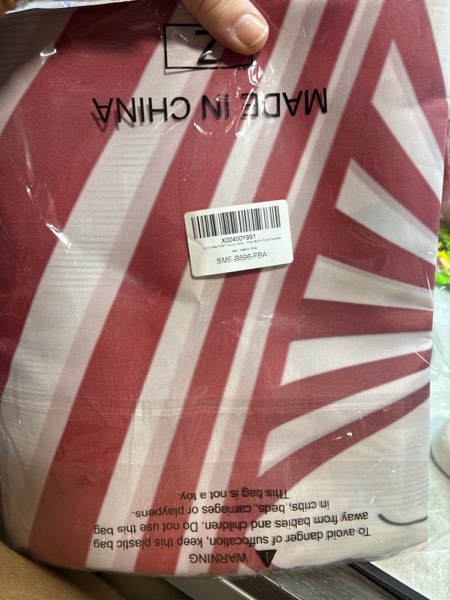 Z
MADE IN CHINA
X00490Y991
SME-B896-FBA
WARNING
To avoid danger of suffocation, keep this plastic bag
away from babies and children. Do not use this bag
in cribs, beds, carriages or playpens.
This bag is not a toy.